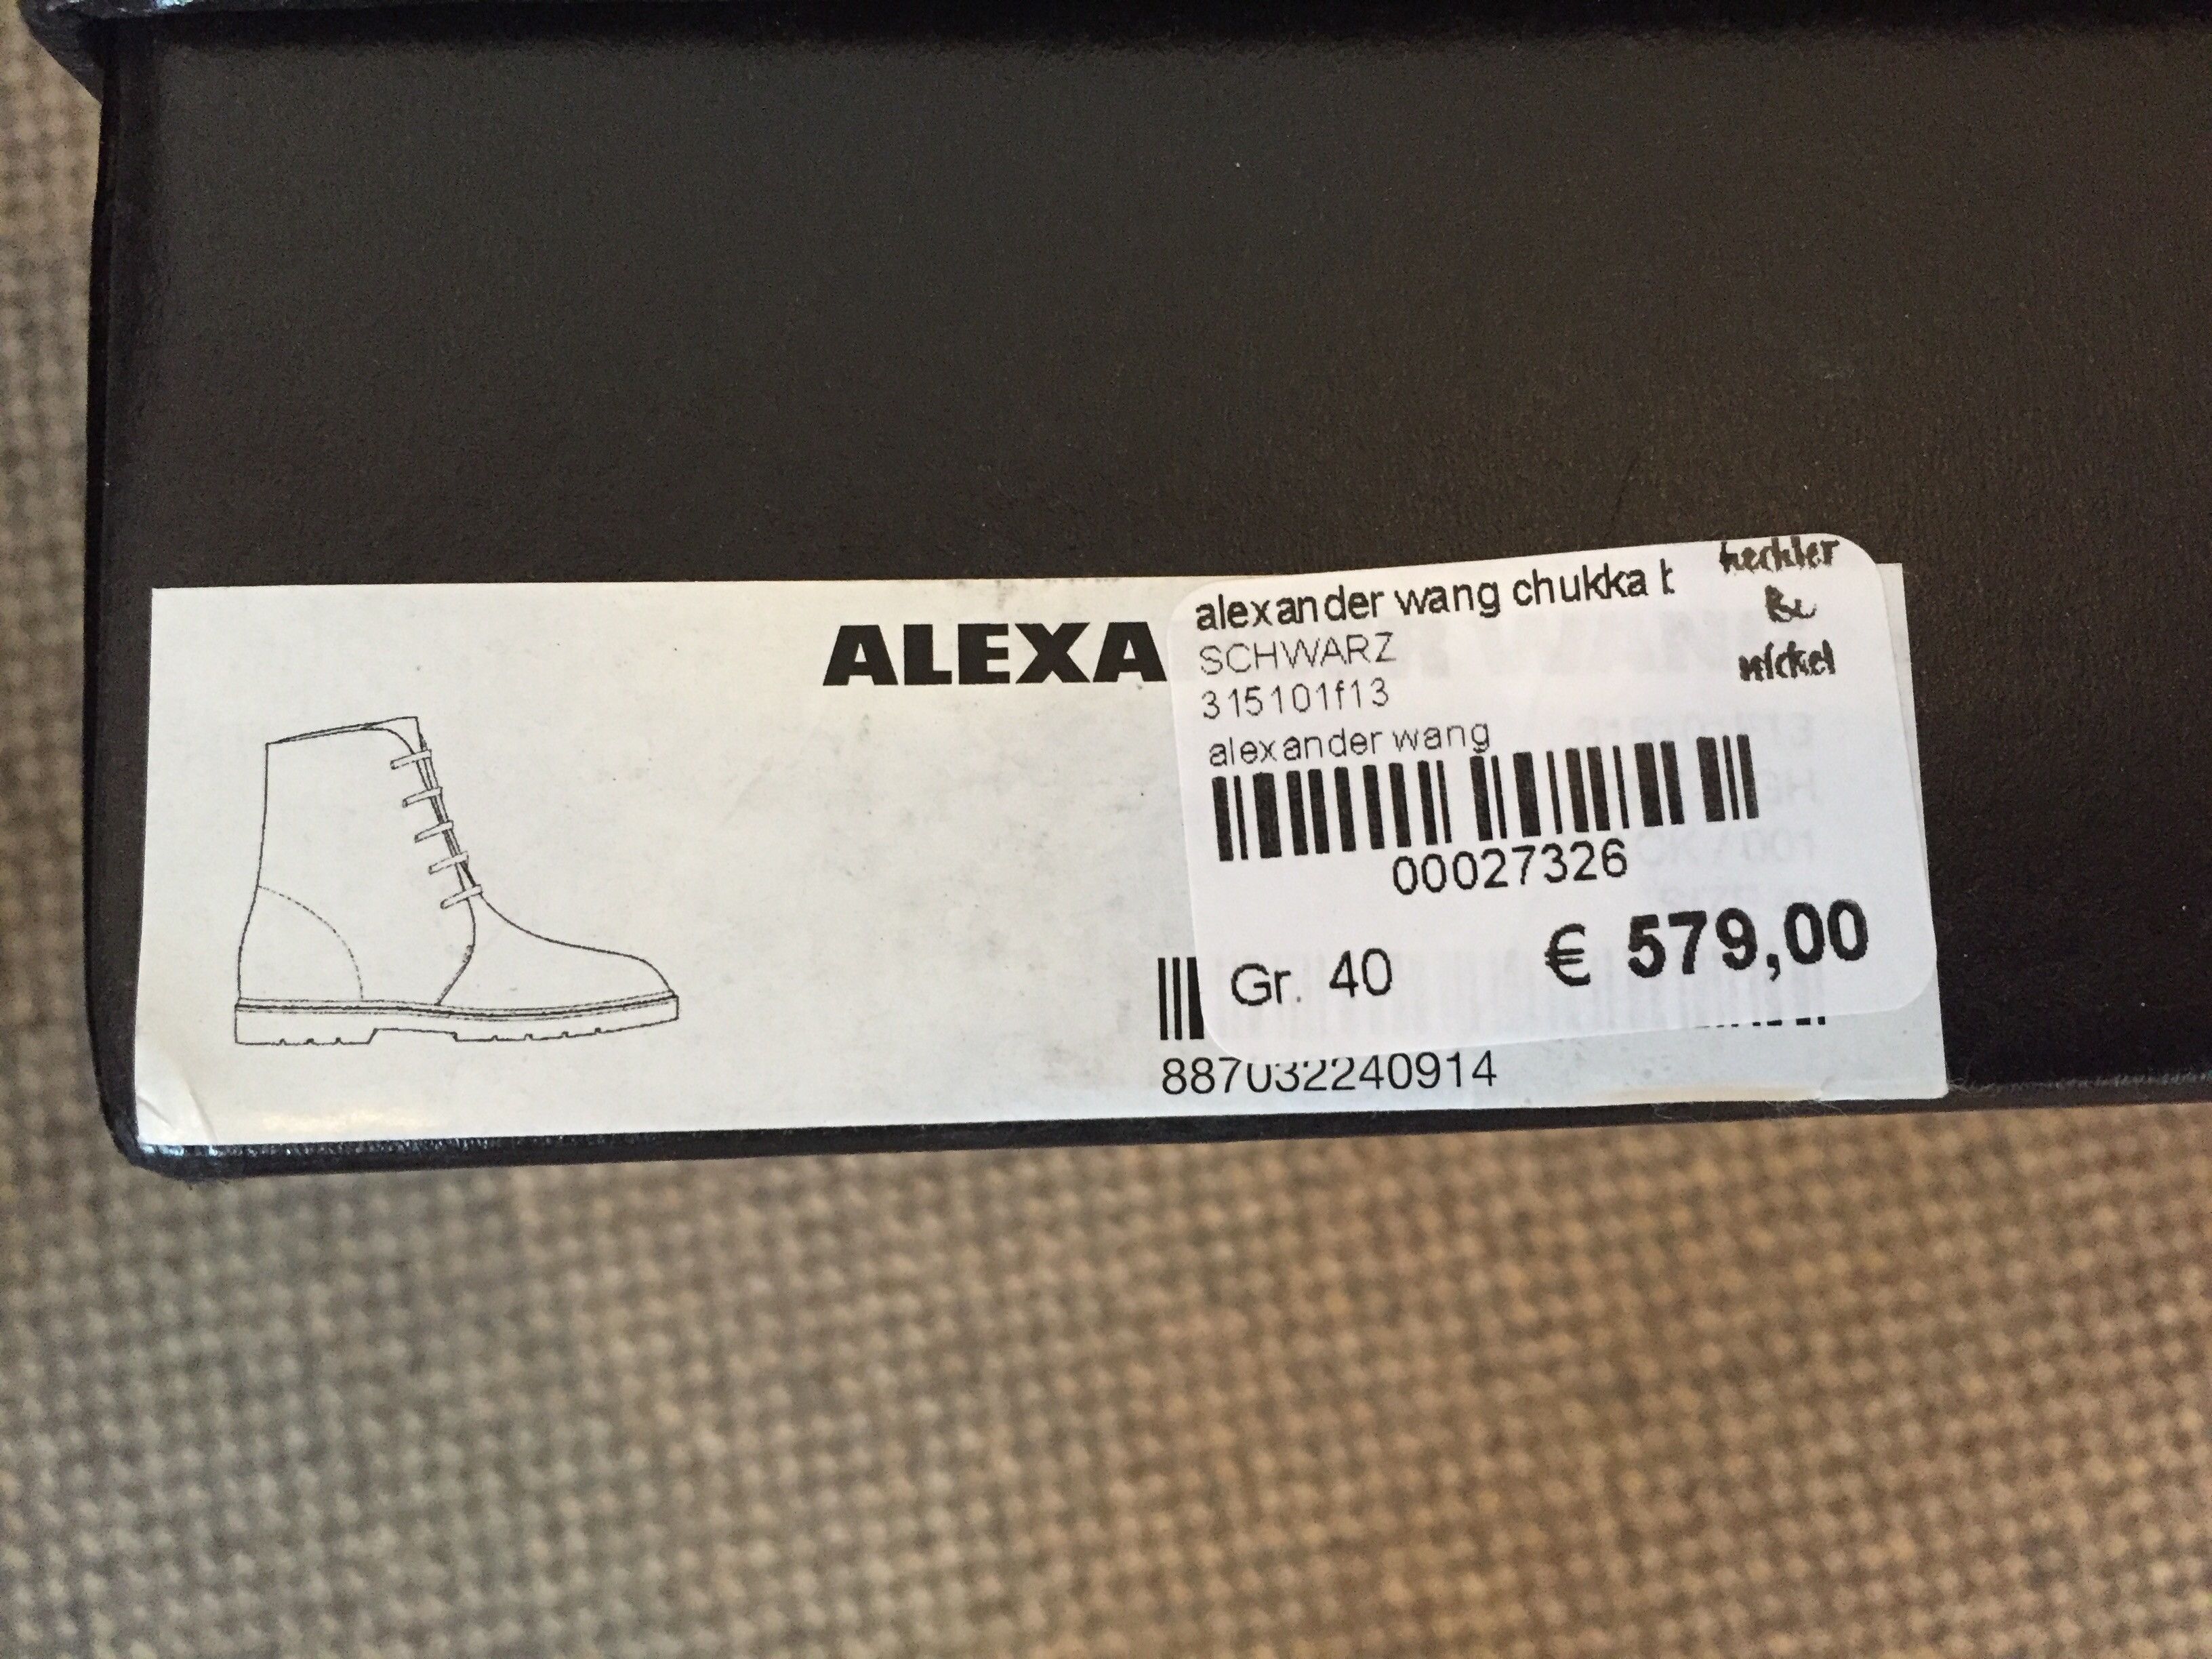 ALEXA
alexander wang chukka b
SCHWARZ
315101f13
alexander wang
00027326
Gr. 40
€ 579,00
887032240914
hechler
&
nickel